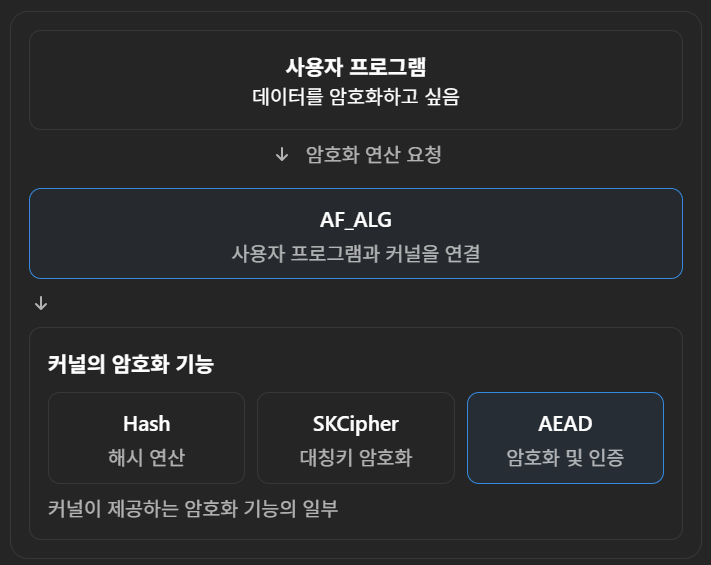 사용자 프로그램
데이터를 암호화하고 싶음
↓ 암호화 연산 요청
AF_ALG
사용자 프로그램과 커널을 연결
↓
커널의 암호화 기능
Hash
해시 연산
SKCipher
대칭키 암호화
AEAD
암호화 및 인증
커널이 제공하는 암호화 기능의 일부